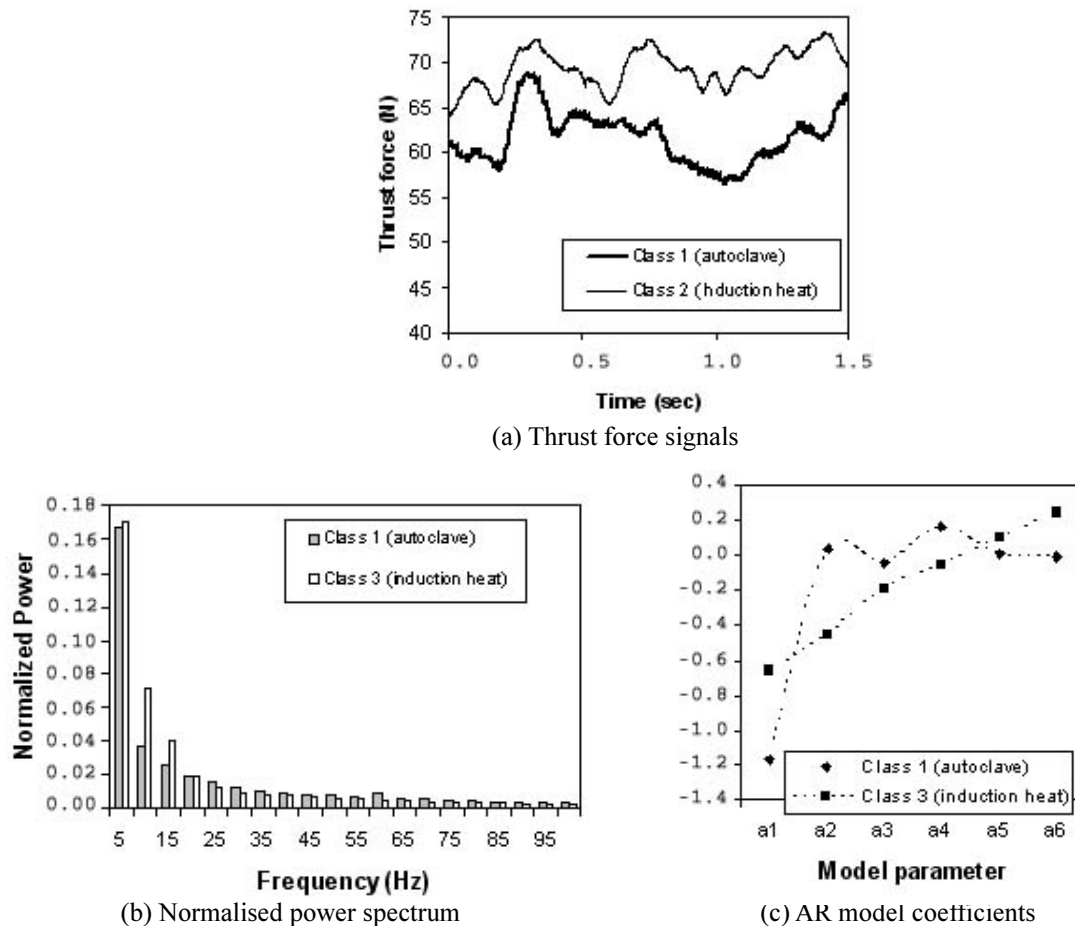 75
70
65
60
55
50
45
40
Thrust force (N)
Class 1 (autoclave)
Class 2 (hduction heat)
0.0 0.5 1.0 1.5
Time (sec)
(a) Thrust force signals
0.18
0.16
0.14
0.12
0.10
0.08
0.06
0.04
0.02
0.00
Normalized Power
Class 1 (autoclave)
Class 3 (induction heat)
5 15 25 35 45 55 65 75 85 95
Frequency (Hz)
(b) Normalised power spectrum
0.4
0.2
0.0
-0.2
-0.4
-0.6
-0.8
-1.0
-1.2
-1.4
Class 1 (autoclave)
Class 3 (induction heat)
a1 a2 a3 a4 a5 a6
Model parameter
(c) AR model coefficients